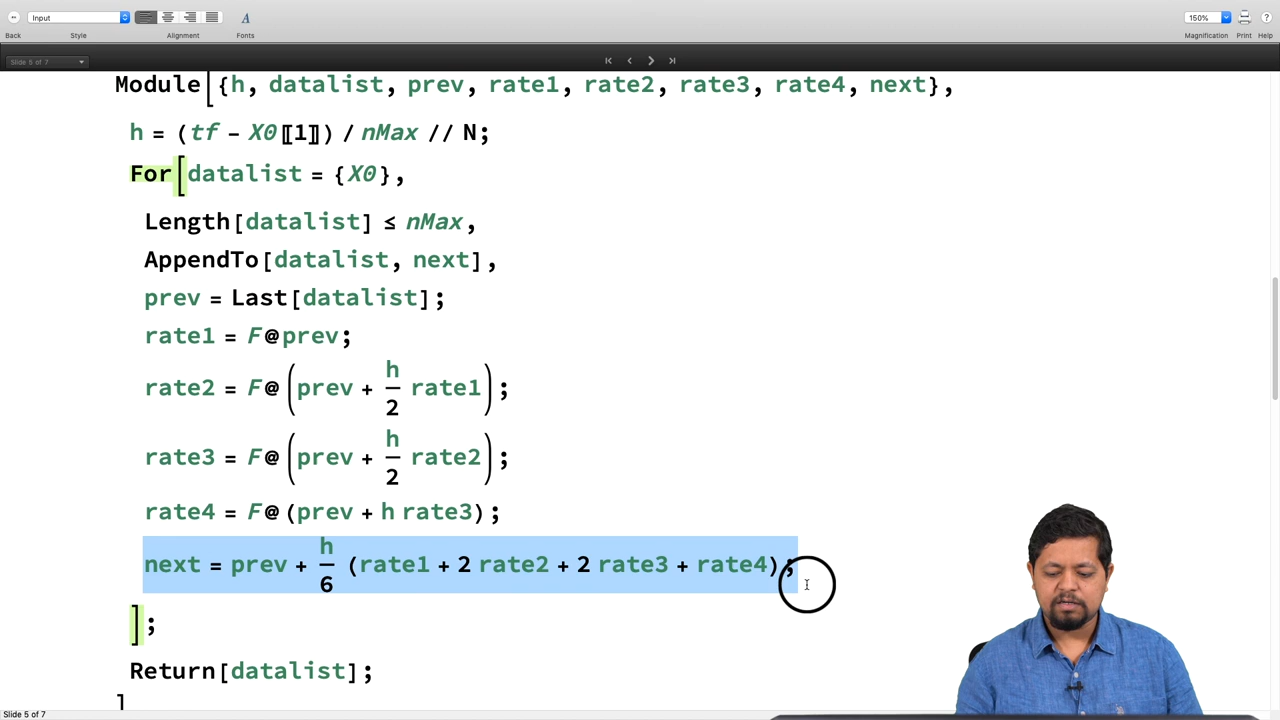 Input
150%
Back
Style
Alignment
Fonts
Magnification
Print
Help
Slide 5 of 7
Module[{h, datalist, prev, rate1, rate2, rate3, rate4, next},
h = (tf - X0[[1]]) / nMax // N;
For[datalist = {X0},
Length[datalist] ≤ nMax,
AppendTo[datalist, next],
prev = Last[datalist];
rate1 = F@prev;
rate2 = F@(prev + h/2 rate1);
rate3 = F@(prev + h/2 rate2);
rate4 = F@(prev + h rate3);
next = prev + h/6 (rate1 + 2 rate2 + 2 rate3 + rate4);
];
Return[datalist];
]
Slide 5 of 7